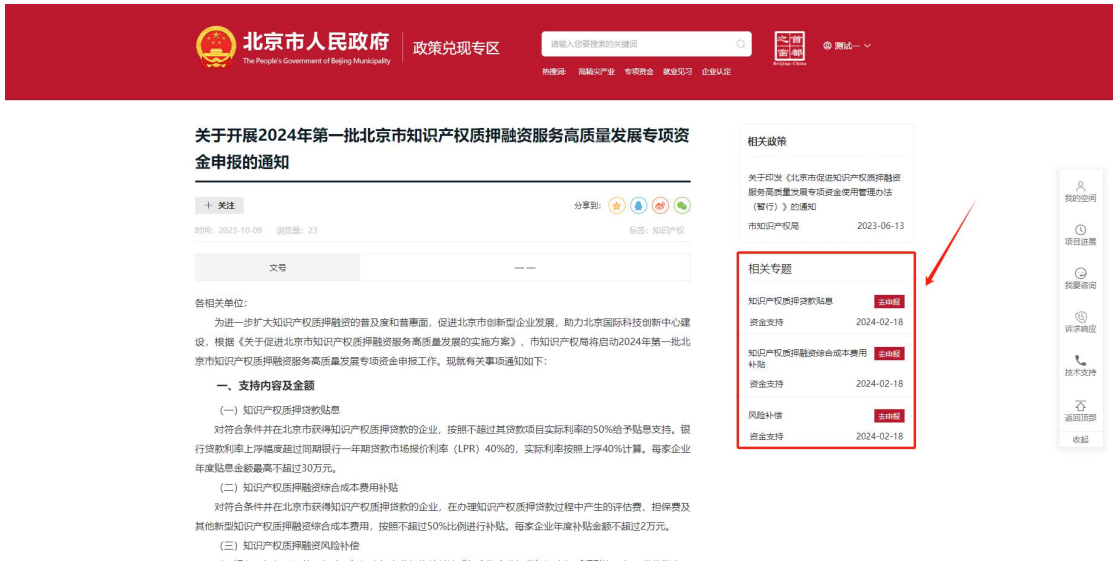 北京市人民政府
The People's Government of Beijing Municipality
政策兑现专区
请输入您要搜索的关键词
热搜词: 高精尖产业 专项资金 就业见习 企业认定
首都之窗
Beijing-China
测试一
关于开展2024年第一批北京市知识产权质押融资服务高质量发展专项资
金申报的通知
+ 关注
分享到:
时间: 2023-10-09 浏览量: 23
标签: 知识产权
文号 ——
各相关单位:
为进一步扩大知识产权质押融资的普及度和普惠面，促进北京市创新型企业发展，助力北京国际科技创新中心建
设，根据《关于促进北京市知识产权质押融资服务高质量发展的实施方案》，市知识产权局将启动2024年第一批北
京市知识产权质押融资服务高质量发展专项资金申报工作。现就有关事项通知如下：
一、支持内容及金额
（一）知识产权质押贷款贴息
对符合条件并在北京市获得知识产权质押贷款的企业，按照不超过其贷款项目实际利率的50%给予贴息支持。银
行贷款利率上浮幅度超过同期银行一年期贷款市场报价利率（LPR）40%的，实际利率按照上浮40%计算。每家企业
年度贴息金额最高不超过30万元。
（二）知识产权质押融资综合成本费用补贴
对符合条件并在北京市获得知识产权质押贷款的企业，在办理知识产权质押贷款过程中产生的评估费、担保费及
其他新型知识产权质押融资综合成本费用，按照不超过50%比例进行补贴。每家企业年度补贴金额不超过2万元。
（三）知识产权质押融资风险补偿
相关政策
关于印发《北京市促进知识产权质押融资
服务高质量发展专项资金使用管理办法
（暂行）》的通知
市知识产权局 2023-06-13
相关专题
知识产权质押贷款贴息 去申报
资金支持 2024-02-18
知识产权质押融资综合成本费用 去申报
补贴
资金支持 2024-02-18
风险补偿 去申报
资金支持 2024-02-18
我的空间
项目进展
我要咨询
诉求响应
技术支持
返回顶部
收起